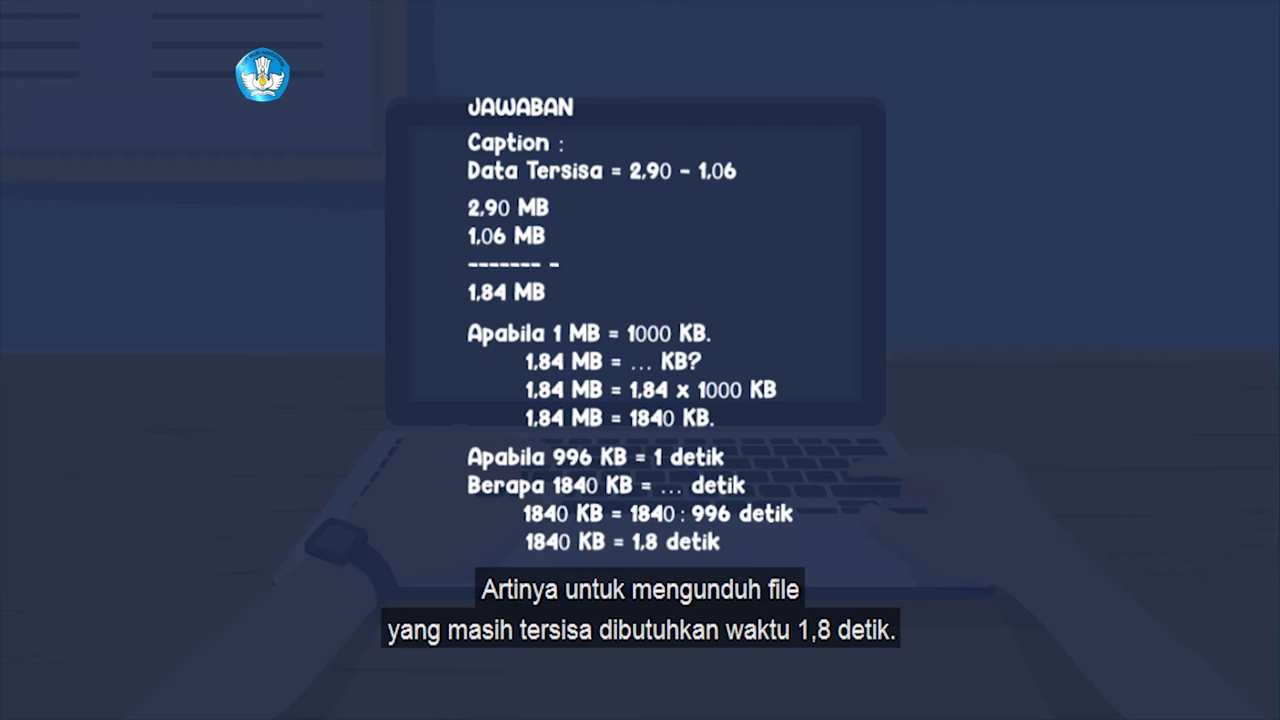 JAWABAN
Caption :
Data Tersisa = 2,90 - 1,06
2,90 MB
1,06 MB
------- -
1,84 MB
Apabila 1 MB = 1000 KB.
1,84 MB = ... KB?
1,84 MB = 1,84 x 1000 KB
1,84 MB = 1840 KB.
Apabila 996 KB = 1 detik
Berapa 1840 KB = ... detik
1840 KB = 1840 : 996 detik
1840 KB = 1,8 detik
Artinya untuk mengunduh file
yang masih tersisa dibutuhkan waktu 1,8 detik.